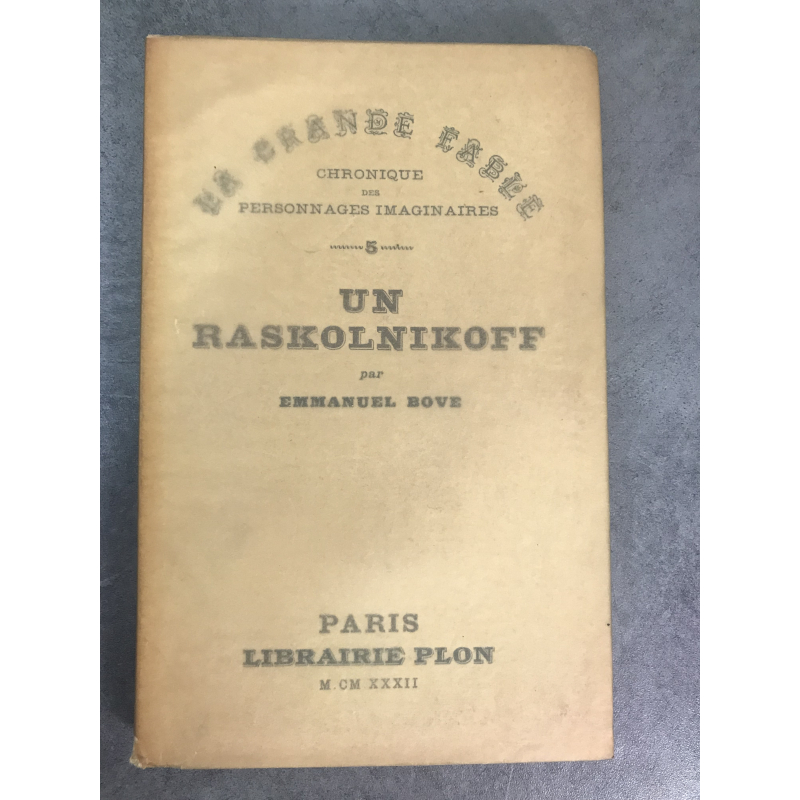 LA GRANDE FABLE
CHRONIQUE
DES
PERSONNAGES IMAGINAIRES
5
UN
RASKOLNIKOFF
par
EMMANUEL BOVE
PARIS
LIBRAIRIE PLON
M.CM XXXII